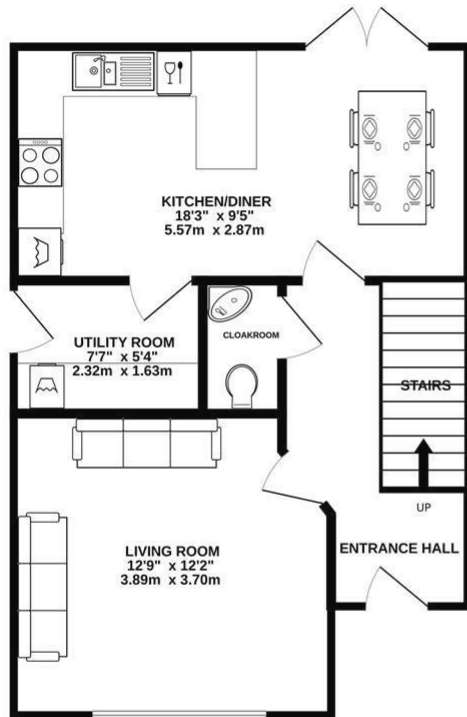 KITCHEN/DINER
18'3" x 9'5"
5.57m x 2.87m
UTILITY ROOM
7'7" x 5'4"
2.32m x 1.63m
CLOAKROOM
STAIRS
UP
ENTRANCE HALL
LIVING ROOM
12'9" x 12'2"
3.89m x 3.70m